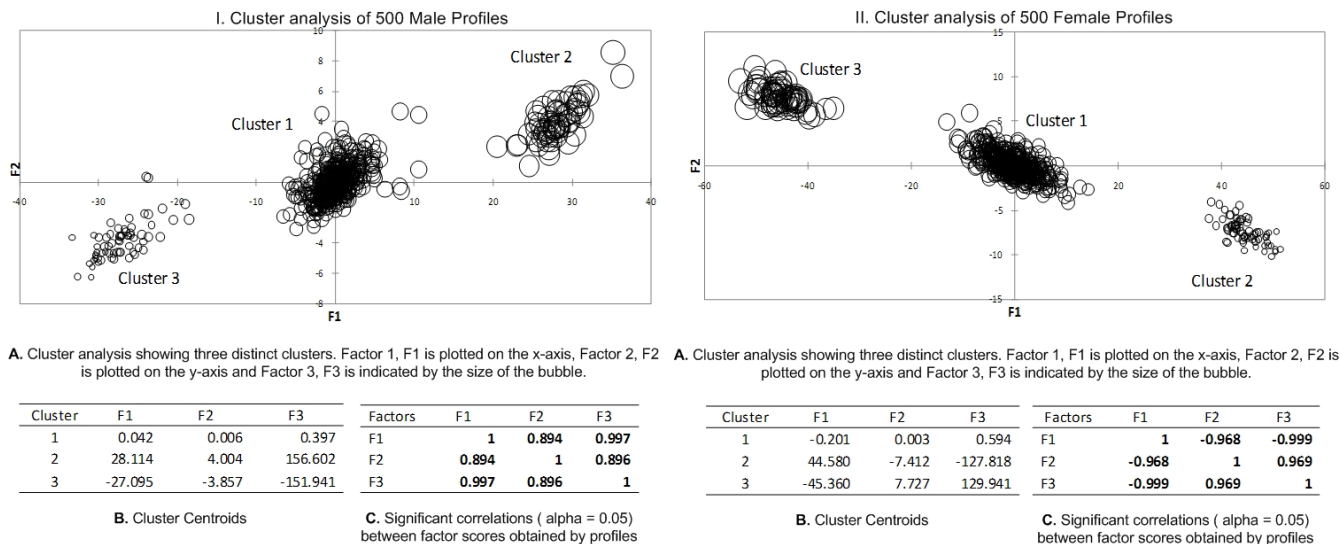 I. Cluster analysis of 500 Male Profiles
10
8
6
4
F2
-40
-30
-20
-10
10
20
30
40
-4
-6
-8
F1
Cluster 1
Cluster 2
Cluster 3
A. Cluster analysis showing three distinct clusters. Factor 1, F1 is plotted on the x-axis, Factor 2, F2
is plotted on the y-axis and Factor 3, F3 is indicated by the size of the bubble.
Cluster F1 F2 F3
1 0.042 0.006 0.397
2 28.114 4.004 156.602
3 -27.095 -3.857 -151.941
B. Cluster Centroids
Factors F1 F2 F3
F1 1 0.894 0.997
F2 0.894 1 0.896
F3 0.997 0.896 1
C. Significant correlations ( alpha = 0.05)
between factor scores obtained by profiles
II. Cluster analysis of 500 Female Profiles
15
10
5
F2
-60
-40
-20
20
40
60
-5
-10
-15
F1
Cluster 3
Cluster 1
Cluster 2
A. Cluster analysis showing three distinct clusters. Factor 1, F1 is plotted on the x-axis, Factor 2, F2 is
plotted on the y-axis and Factor 3, F3 is indicated by the size of the bubble.
Cluster F1 F2 F3
1 -0.201 0.003 0.594
2 44.580 -7.412 -127.818
3 -45.360 7.727 129.941
B. Cluster Centroids
Factors F1 F2 F3
F1 1 -0.968 -0.999
F2 -0.968 1 0.969
F3 -0.999 0.969 1
C. Significant correlations ( alpha = 0.05)
between factor scores obtained by profiles